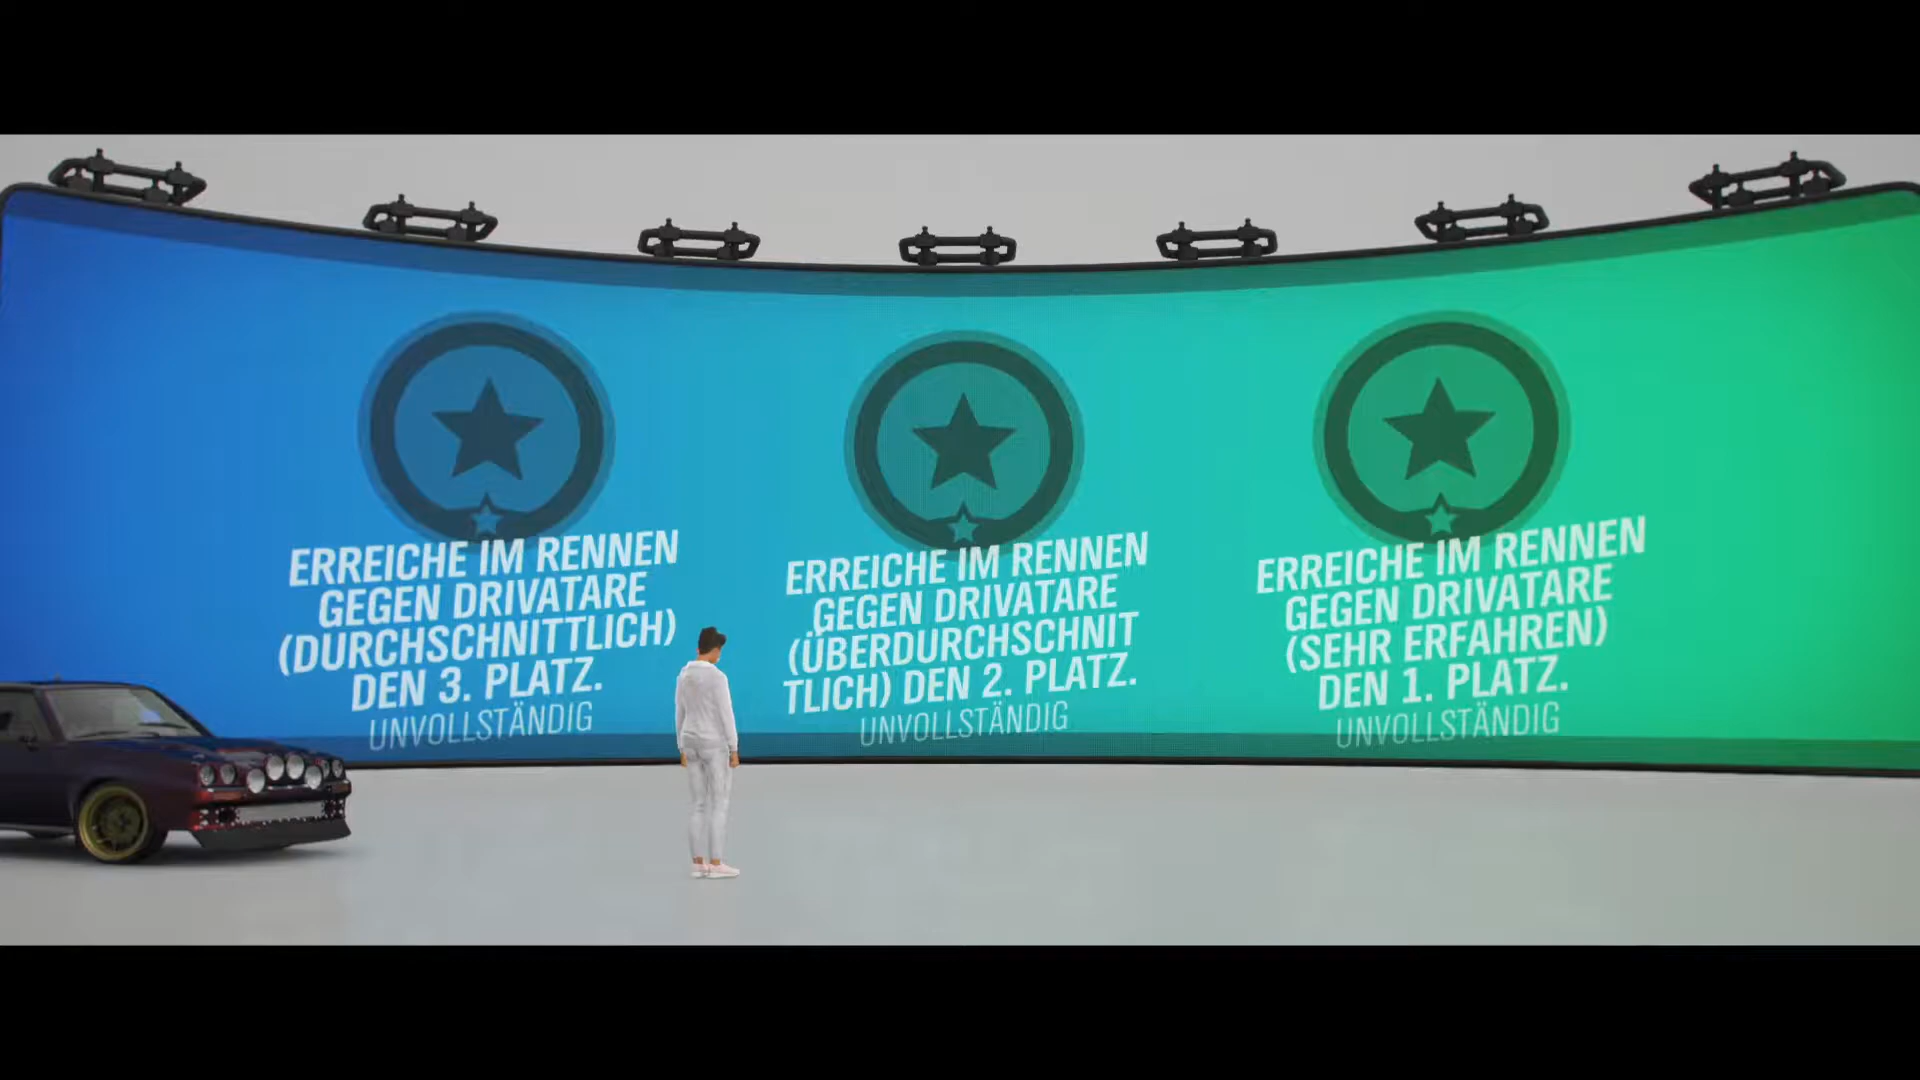 ERREICHE IM RENNEN
GEGEN DRIVATARE
(DURCHSCHNITTLICH)
DEN 3. PLATZ.
UNVOLLSTÄNDIG
ERREICHE IM RENNEN
GEGEN DRIVATARE
(ÜBERDURCHSCHNIT
TLICH) DEN 2. PLATZ.
UNVOLLSTÄNDIG
ERREICHE IM RENNEN
GEGEN DRIVATARE
(SEHR ERFAHREN)
DEN 1. PLATZ.
UNVOLLSTÄNDIG